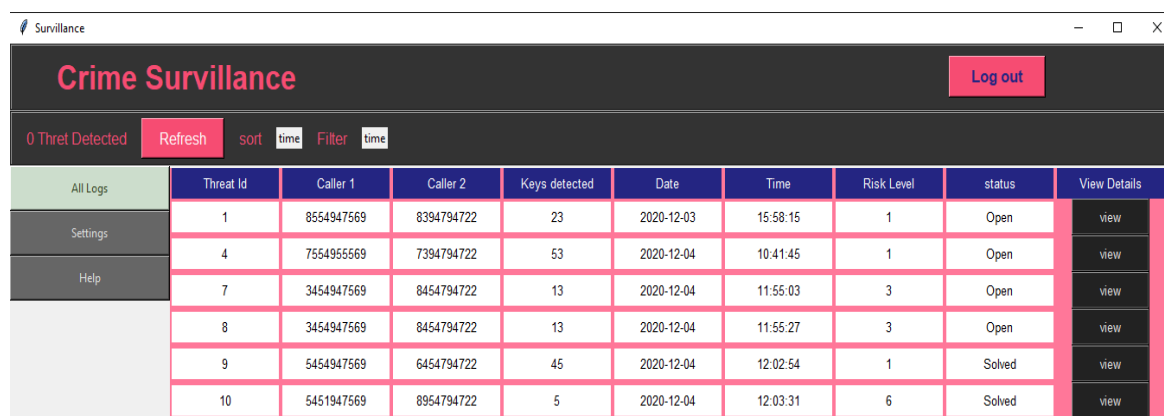 Survillance
Crime Survillance Log out
0 Thret Detected Refresh sort time Filter time
All Logs Threat Id Caller 1 Caller 2 Keys detected Date Time Risk Level status View Details
1 8554947569 8394794722 23 2020-12-03 15:58:15 1 Open view
Settings
4 7554955569 7394794722 53 2020-12-04 10:41:45 1 Open view
Help
7 3454947569 8454794722 13 2020-12-04 11:55:03 3 Open view
8 3454947569 8454794722 13 2020-12-04 11:55:27 3 Open view
9 5454947569 6454794722 45 2020-12-04 12:02:54 1 Solved view
10 5451947569 8954794722 5 2020-12-04 12:03:31 6 Solved view